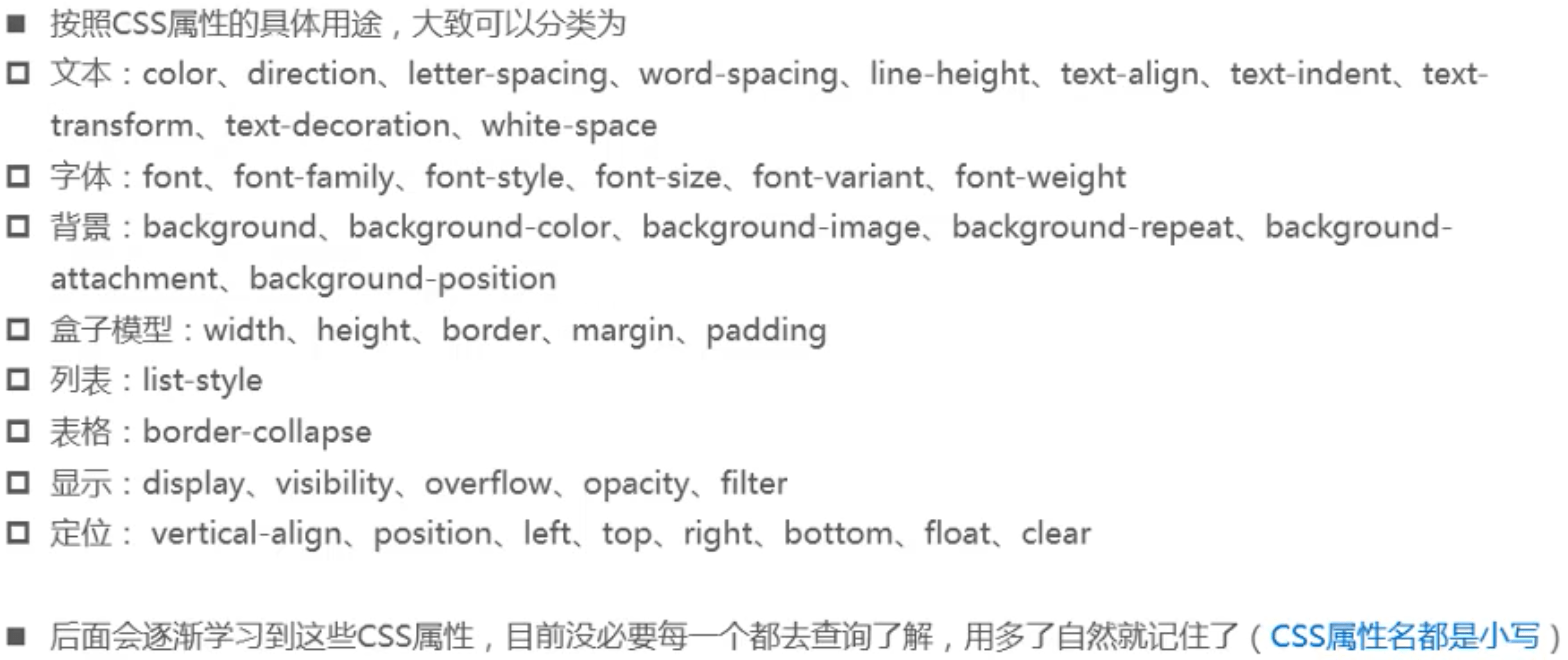 ■ 按照CSS属性的具体用途，大致可以分类为
□ 文本：color、direction、letter-spacing、word-spacing、line-height、text-align、text-indent、text-
transform、text-decoration、white-space
□ 字体：font、font-family、font-style、font-size、font-variant、font-weight
□ 背景：background、background-color、background-image、background-repeat、background-
attachment、background-position
□ 盒子模型：width、height、border、margin、padding
□ 列表：list-style
□ 表格：border-collapse
□ 显示：display、visibility、overflow、opacity、filter
□ 定位： vertical-align、position、left、top、right、bottom、float、clear
■ 后面会逐渐学习到这些CSS属性，目前没必要每一个都去查询了解，用多了自然就记住了（CSS属性名都是小写）